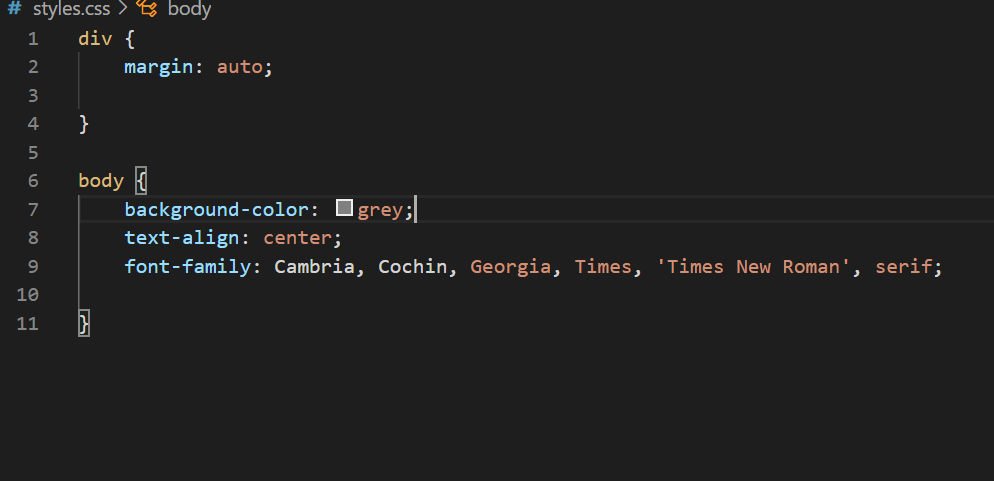 # styles.css > body
1 div {
2     margin: auto;
3
4 }
5
6 body {
7     background-color: grey;
8     text-align: center;
9     font-family: Cambria, Cochin, Georgia, Times, 'Times New Roman', serif;
10
11 }